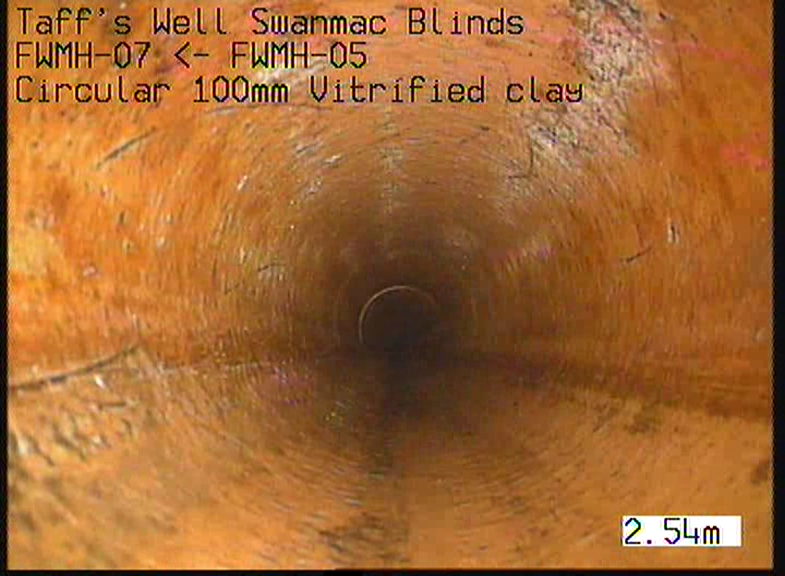 Taff's Well Swanmac Blinds
FWMH-07 <- FWMH-05
Circular 100mm Vitrified clay
2.54m